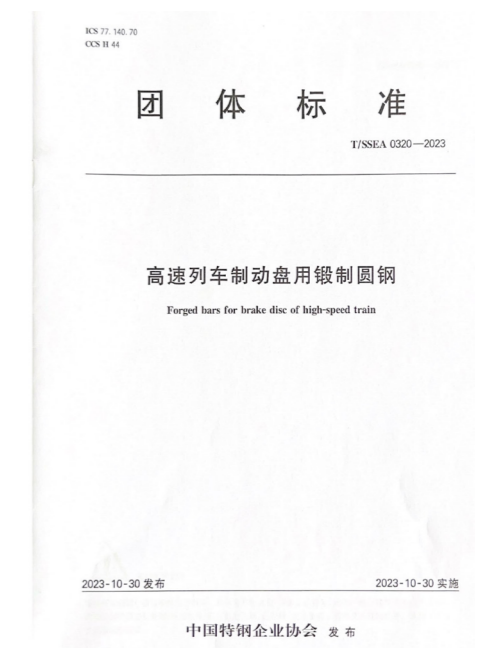 ICS 77.140.70
CCS H 44
团体标准
T/SSEA 0320—2023
高速列车制动盘用锻制圆钢
Forged bars for brake disc of high-speed train
2023-10-30 发布
2023-10-30 实施
中国特钢企业协会 发布